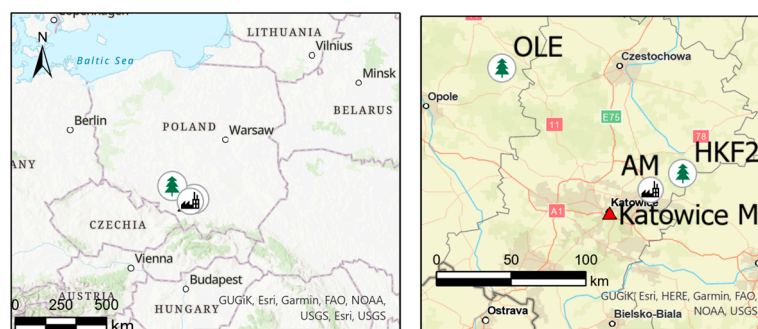 Copenhagen
LITHUANIA
N
Baltic Sea
Vilnius
Minsk
BELARUS
Berlin
POLAND
Warsaw
ANY
CZECHIA
Vienna
Budapest
AUSTRIA
HUNGARY
0 250 500
km
GUGiK, Esri, Garmin, FAO, NOAA,
USGS, Esri, USGS
OLE
Czestochowa
Opole
E75
11
78
HKF2
AM
A1
Katowice
Katowice M
0 50 100
km
GUGiK, Esri, HERE, Garmin, FAO,
NOAA, USGS
Ostrava
Bielsko-Biala